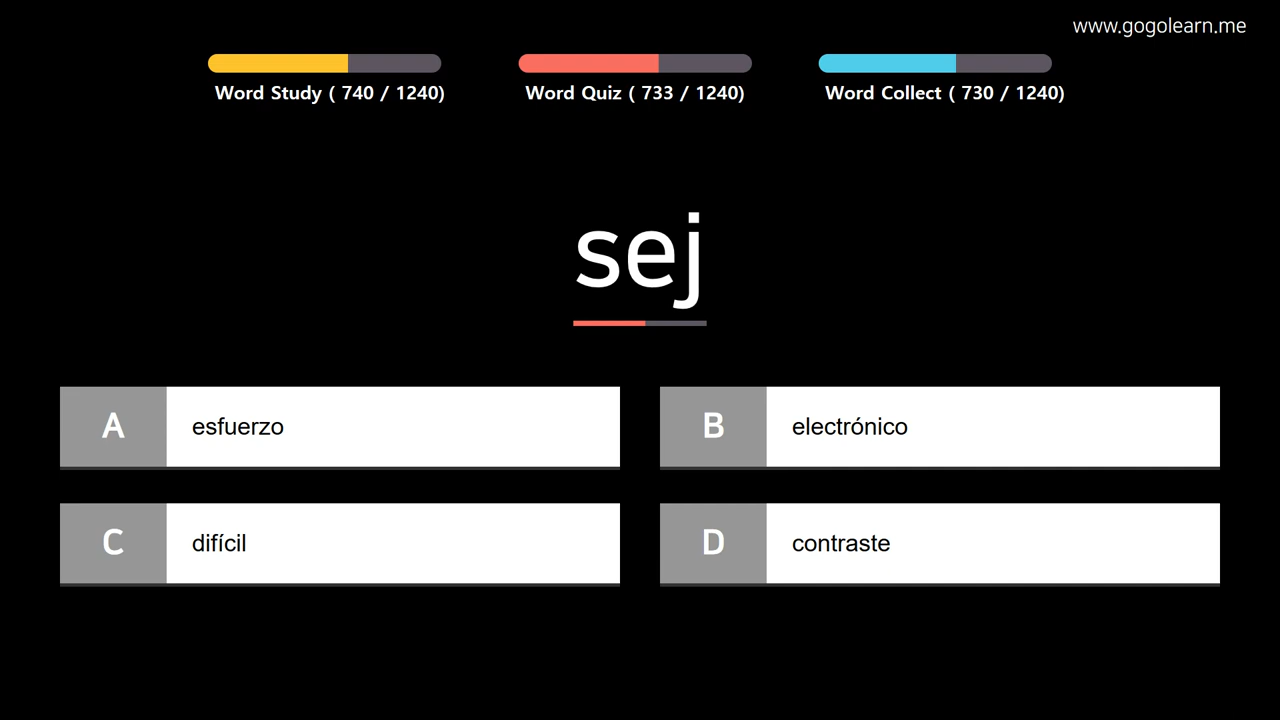 www.gogolearn.me
Word Study ( 740 / 1240)
Word Quiz ( 733 / 1240)
Word Collect ( 730 / 1240)
sej
A esfuerzo
B electrónico
C difícil
D contraste